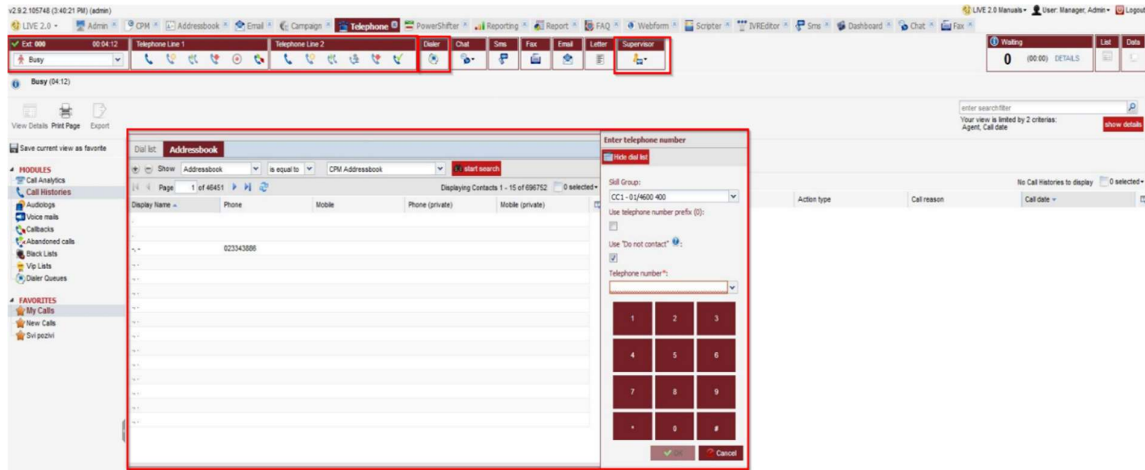 v2.9.2.105748 (3:40:21 PM) (admin)
LIVE 2.0 Manuals User: Manager, Admin Logout
LIVE 2.0 Admin CPM Addressbook Email Campaign Telephone PowerShifter Reporting Report FAQ Webform Scripter IVREditor Sms Dashboard Chat Fax
Ext: 000 00:04:12 Telephone Line 1 Telephone Line 2 Dialer Chat Sms Fax Email Letter Supervisor Waiting List Data
Busy 0 (00:00) DETAILS
Busy (04:12)
enter searchfilter
View Details Print Page Export
Your view is limited by 2 criterias:
Agent, Call date
show details
Save current view as favorite
Dial list Addressbook
Enter telephone number
Hide dial list
MODULES
Call Analytics
Call Histories
Audiologs
Voice mails
Callbacks
Abandoned calls
Black Lists
Vip Lists
Dialer Queues
FAVORITES
My Calls
New Calls
Svi pozivi
Show Addressbook is equal to CPM Addressbook start search
Page 1 of 46451 Displaying Contacts 1 - 15 of 696752 0 selected
Display Name Phone Mobile Phone (private) Mobile (private)
-, - 023343886
Skill Group:
CC1 - 01/4600 400
Use telephone number prefix (0):
Use "Do not contact" :
Telephone number*:
1 2 3
4 5 6
7 8 9
* 0 #
OK Cancel
No Call Histories to display 0 selected
Action type Call reason Call date